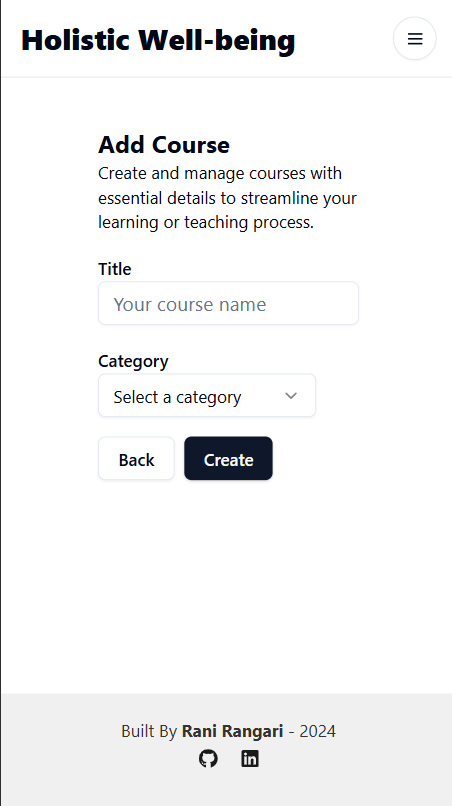 Holistic Well-being
Add Course
Create and manage courses with
essential details to streamline your
learning or teaching process.
Title
Your course name
Category
Select a category
Back
Create
Built By Rani Rangari - 2024